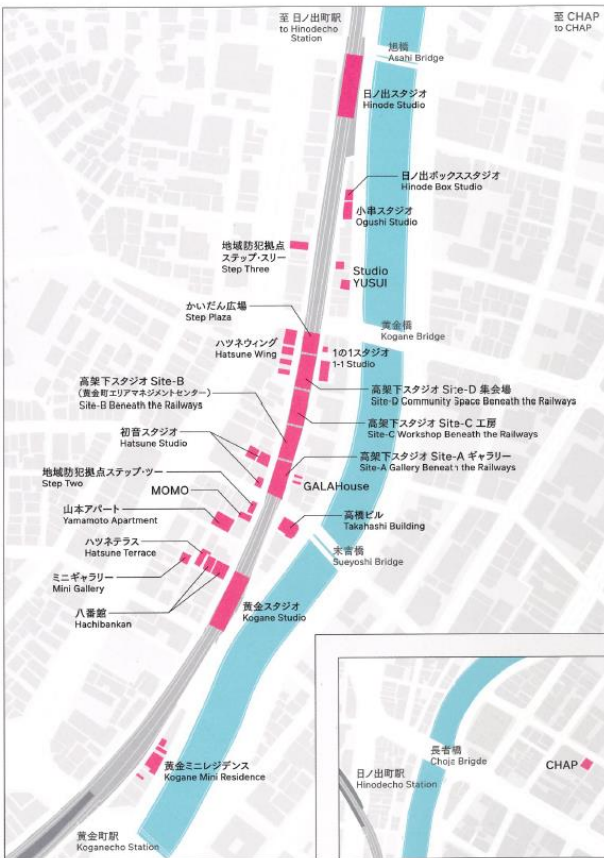 至 日ノ出町駅
to Hinodecho
Station
至 CHAP
to CHAP
旭橋
Asahi Bridge
日ノ出スタジオ
Hinode Studio
日ノ出ボックススタジオ
Hinode Box Studio
小串スタジオ
Ogushi Studio
地域防犯拠点
ステップ・スリー
Step Three
Studio
YUSUI
かいだん広場
Step Plaza
黄金橋
Kogane Bridge
ハツネウィング
Hatsune Wing
1の1スタジオ
1-1 Studio
高架下スタジオ Site-B
(黄金町エリアマネジメントセンター)
Site-B Beneath the Railways
高架下スタジオ Site-D 集会場
Site-D Community Space Beneath the Railways
高架下スタジオ Site-C 工房
Site-C Workshop Beneath the Railways
初音スタジオ
Hatsune Studio
高架下スタジオ Site-A ギャラリー
Site-A Gallery Beneath the Railways
地域防犯拠点ステップ・ツー
Step Two
GALAHouse
MOMO
山本アパート
Yamamoto Apartment
高橋ビル
Takahashi Building
ハツネテラス
Hatsune Terrace
末吉橋
Sueyoshi Bridge
ミニギャラリー
Mini Gallery
八番館
Hachibankan
黄金スタジオ
Kogane Studio
黄金ミニレジデンス
Kogane Mini Residence
黄金町駅
Koganecho Station
長者橋
Choja Brigde
日ノ出町駅
Hinodecho Station
CHAP